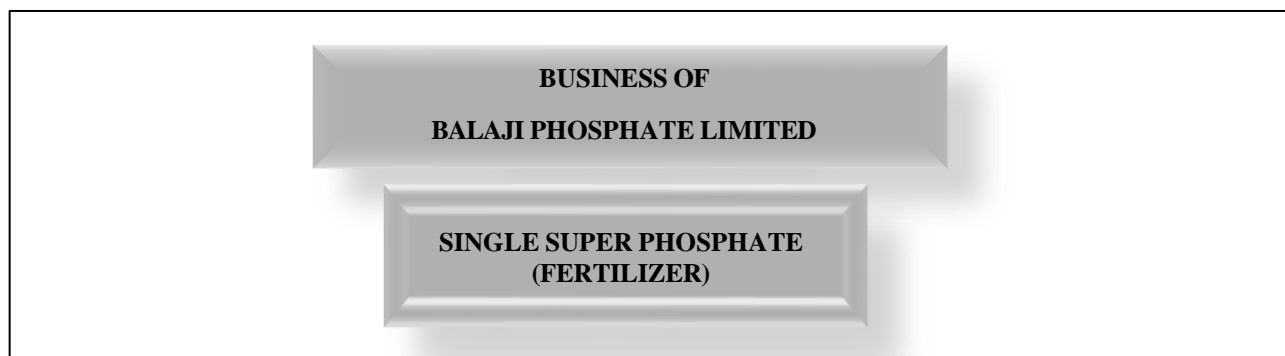 BUSINESS OF
BALAJI PHOSPHATE LIMITED
SINGLE SUPER PHOSPHATE
(FERTILIZER)